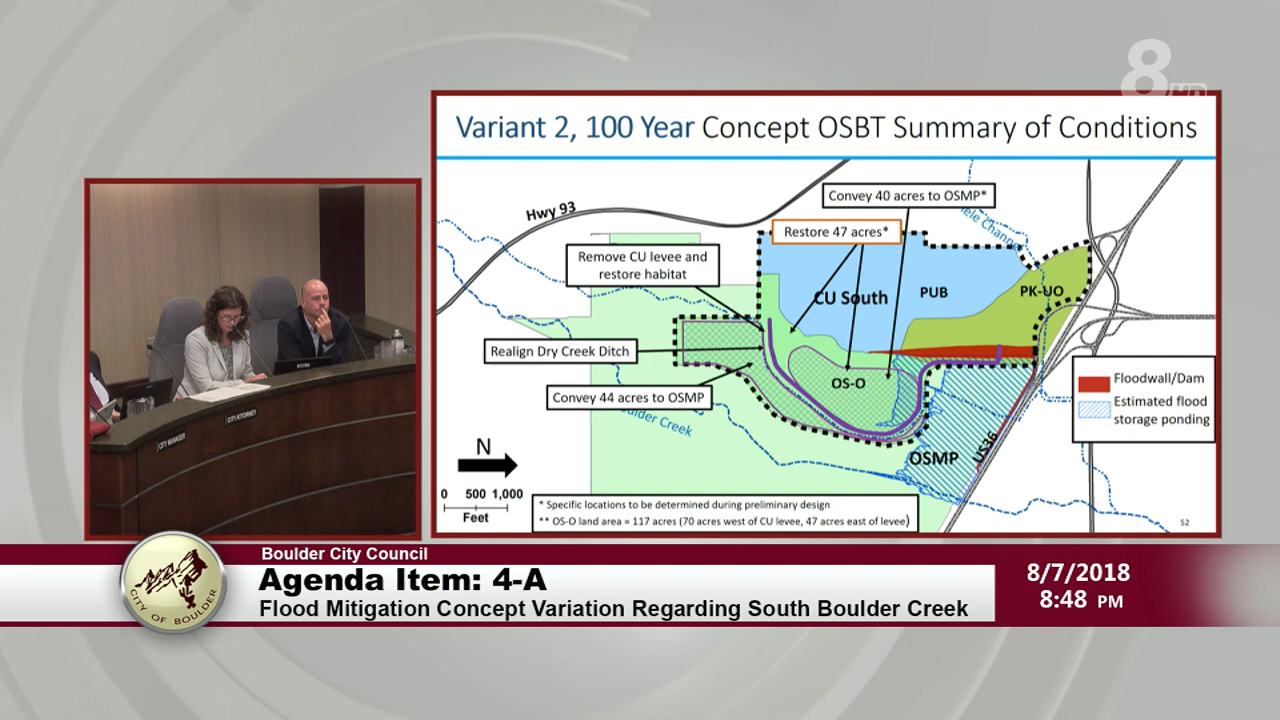 8
HD
Variant 2, 100 Year Concept OSBT Summary of Conditions
Convey 40 acres to OSMP*
Hwy 93
Restore 47 acres*
Remove CU levee and
restore habitat
CU South
PUB
PK-UO
Realign Dry Creek Ditch
OS-O
Convey 44 acres to OSMP
Boulder Creek
Floodwall/Dam
Estimated flood
storage ponding
N
OSMP
US36
0 500 1,000
Feet
* Specific locations to be determined during preliminary design
** OS-O land area = 117 acres (70 acres west of CU levee, 47 acres east of levee)
52
CITY MANAGER
CITY ATTORNEY
Boulder City Council
Agenda Item: 4-A
Flood Mitigation Concept Variation Regarding South Boulder Creek
8/7/2018
8:48 PM
CITY OF BOULDER